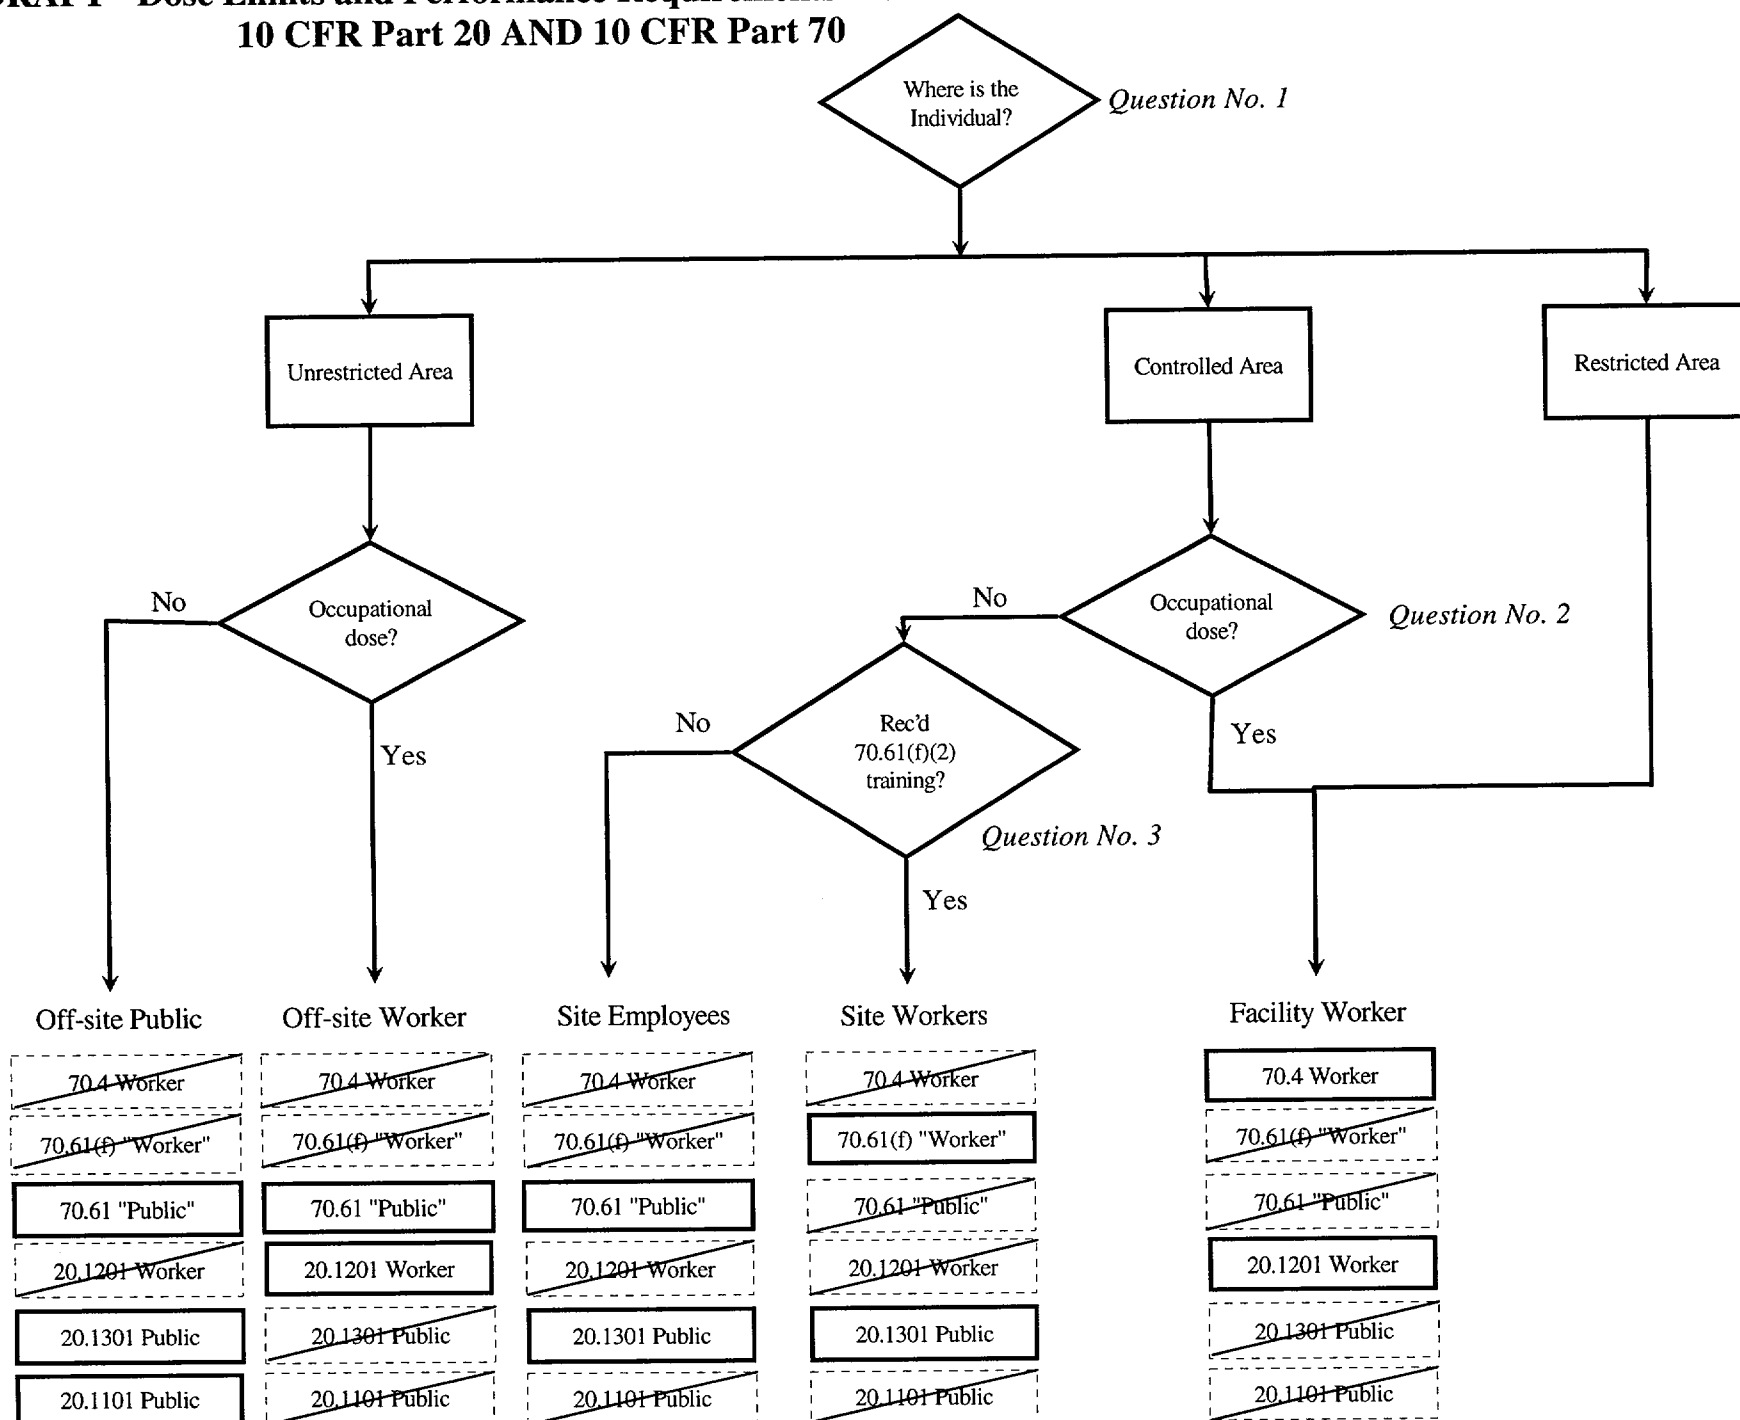 10 CFR Part 20 AND 10 CFR Part 70
Where is the
Individual?
Question No. 1
Unrestricted Area
Controlled Area
Restricted Area
No
Occupational
dose?
Yes
No
Occupational
dose?
Question No. 2
Yes
No
Rec'd
70.61(f)(2)
training?
Question No. 3
Yes
Off-site Public
70.4 Worker
70.61(f) "Worker"
70.61 "Public"
20.1201 Worker
20.1301 Public
20.1101 Public
Off-site Worker
70.4 Worker
70.61(f) "Worker"
70.61 "Public"
20.1201 Worker
20.1301 Public
20.1101 Public
Site Employees
70.4 Worker
70.61(f) "Worker"
70.61 "Public"
20.1201 Worker
20.1301 Public
20.1101 Public
Site Workers
70.4 Worker
70.61(f) "Worker"
70.61 "Public"
20.1201 Worker
20.1301 Public
20.1101 Public
Facility Worker
70.4 Worker
70.61(f) "Worker"
70.61 "Public"
20.1201 Worker
20.1301 Public
20.1101 Public